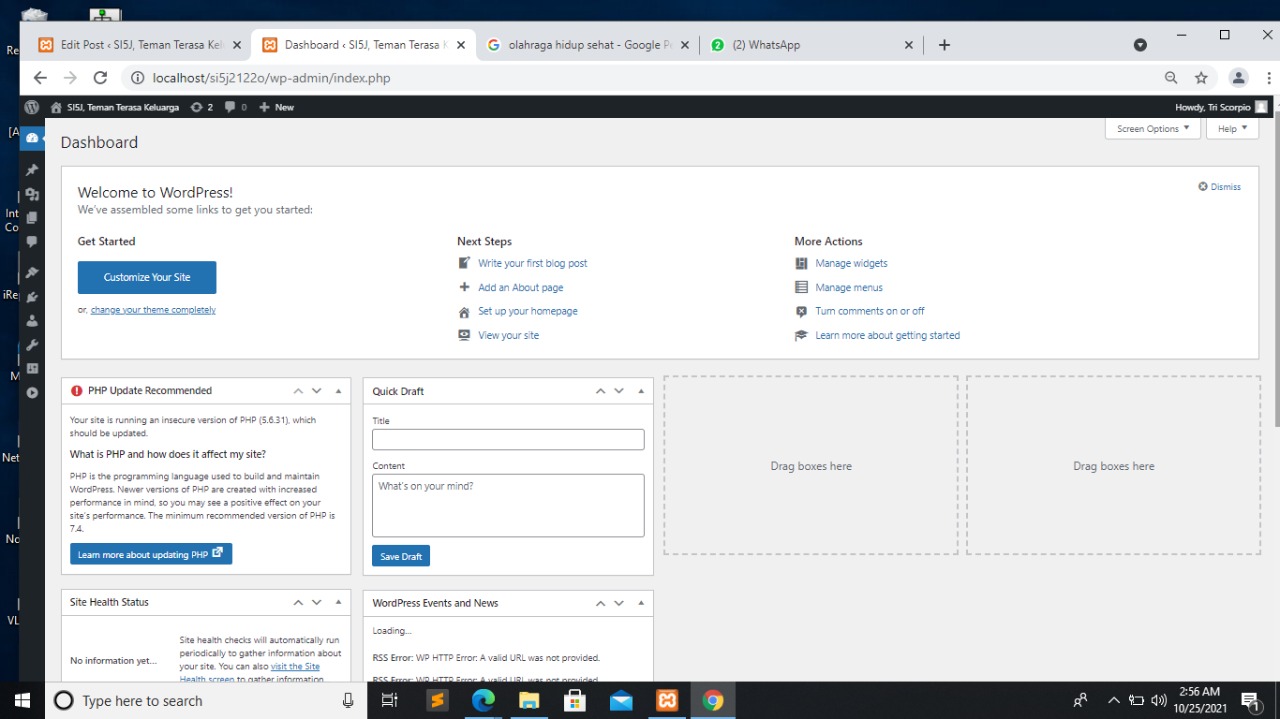 Edit Post ‹ SI5J, Teman Terasa Kel
Dashboard ‹ SI5J, Teman Terasa K
olahraga hidup sehat - Google P
(2) WhatsApp
localhost/si5j2122o/wp-admin/index.php
SI5J, Teman Terasa Keluarga
2
0
New
Howdy, Tri Scorpio
Dashboard
Screen Options
Help
Welcome to WordPress!
We've assembled some links to get you started:
Dismiss
Get Started
Customize Your Site
or, change your theme completely
Next Steps
Write your first blog post
Add an About page
Set up your homepage
View your site
More Actions
Manage widgets
Manage menus
Turn comments on or off
Learn more about getting started
PHP Update Recommended
Your site is running an insecure version of PHP (5.6.31), which
should be updated.
What is PHP and how does it affect my site?
PHP is the programming language used to build and maintain
WordPress. Newer versions of PHP are created with increased
performance in mind, so you may see a positive effect on your
site's performance. The minimum recommended version of PHP is
7.4.
Learn more about updating PHP
Quick Draft
Title
Content
What's on your mind?
Save Draft
Drag boxes here
Drag boxes here
Site Health Status
No information yet...
Site health checks will automatically run
periodically to gather information about
your site. You can also visit the Site
Health screen to gather information
WordPress Events and News
Loading...
RSS Error: WP HTTP Error: A valid URL was not provided.
RSS Error: WP HTTP Error: A valid URL was not provided.
Type here to search
2:56 AM
10/25/2021
1